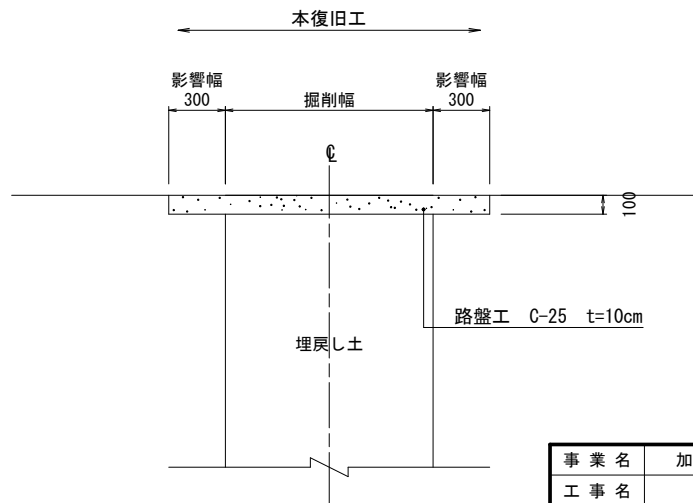 本復旧工
影響幅 影響幅
300 掘削幅 300
℄
100
路盤工 C-25 t=10cm
埋戻し土
事業名 加
工事名